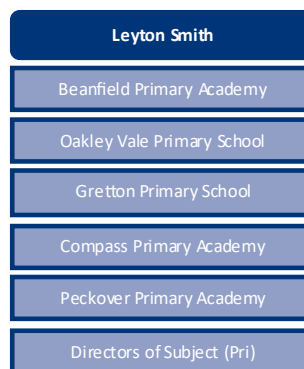 Leyton Smith
Beanfield Primary Academy
Oakley Vale Primary School
Gretton Primary School
Compass Primary Academy
Peckover Primary Academy
Directors of Subject (Pri)